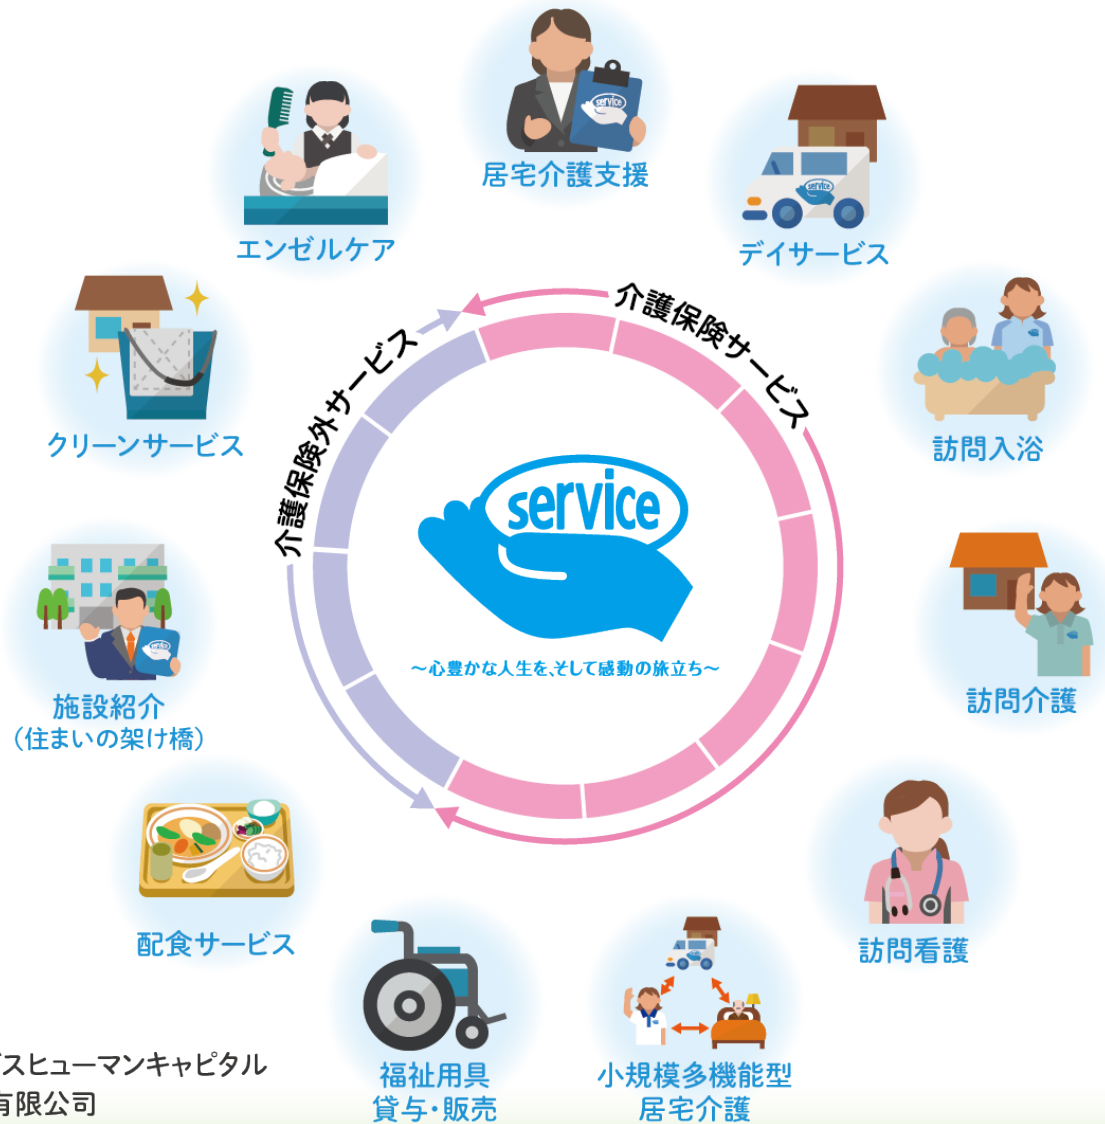 service
居宅介護支援
service
デイサービス
エンゼルケア
介護保険サービス
訪問入浴
クリーンサービス
介護保険外サービス
service
～心豊かな人生を、そして感動の旅立ち～
訪問介護
service
施設紹介
（住まいの架け橋）
訪問看護
配食サービス
福祉用具
貸与・販売
小規模多機能型
居宅介護
スヒューマンキャピタル
有限公司